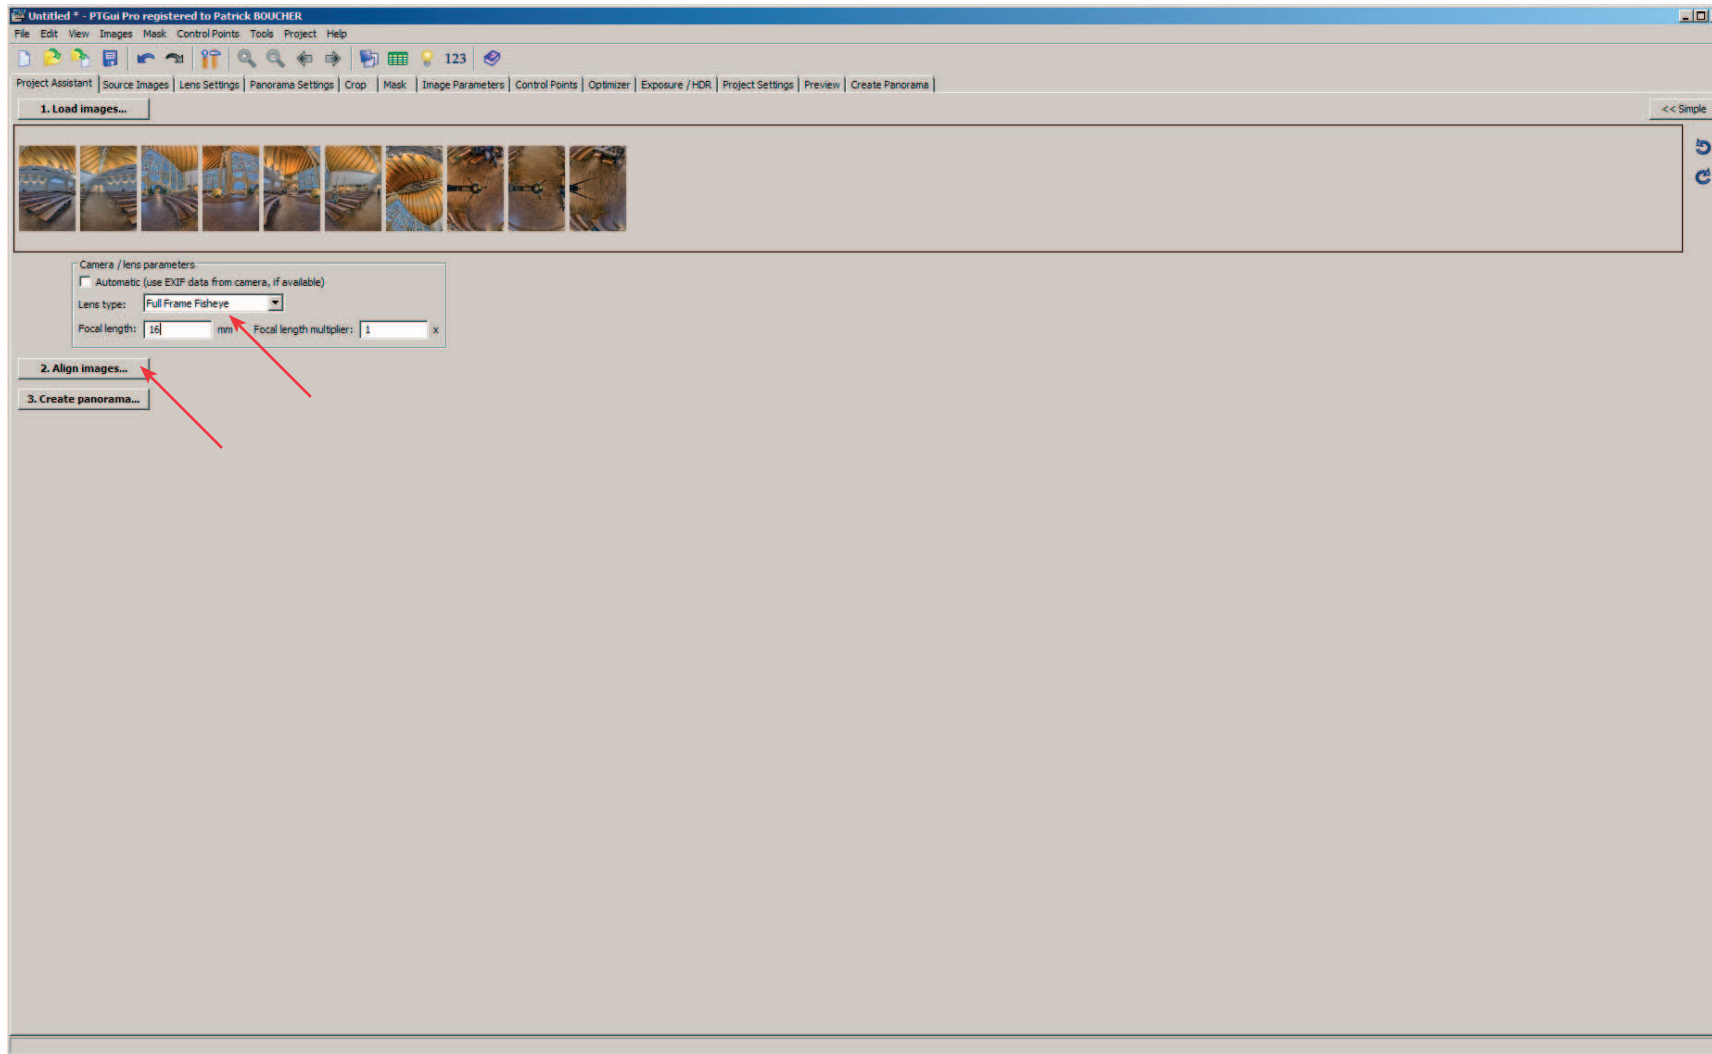 Untitled * - PTGui Pro registered to Patrick BOUCHER
File Edit View Images Mask Control Points Tools Project Help
123
Project Assistant Source Images Lens Settings Panorama Settings Crop Mask Image Parameters Control Points Optimizer Exposure / HDR Project Settings Preview Create Panorama
1. Load images... << Simple
Camera / lens parameters
Automatic (use EXIF data from camera, if available)
Lens type: Full Frame Fisheye
Focal length: 16 mm Focal length multiplier: 1 x
2. Align images...
3. Create panorama...